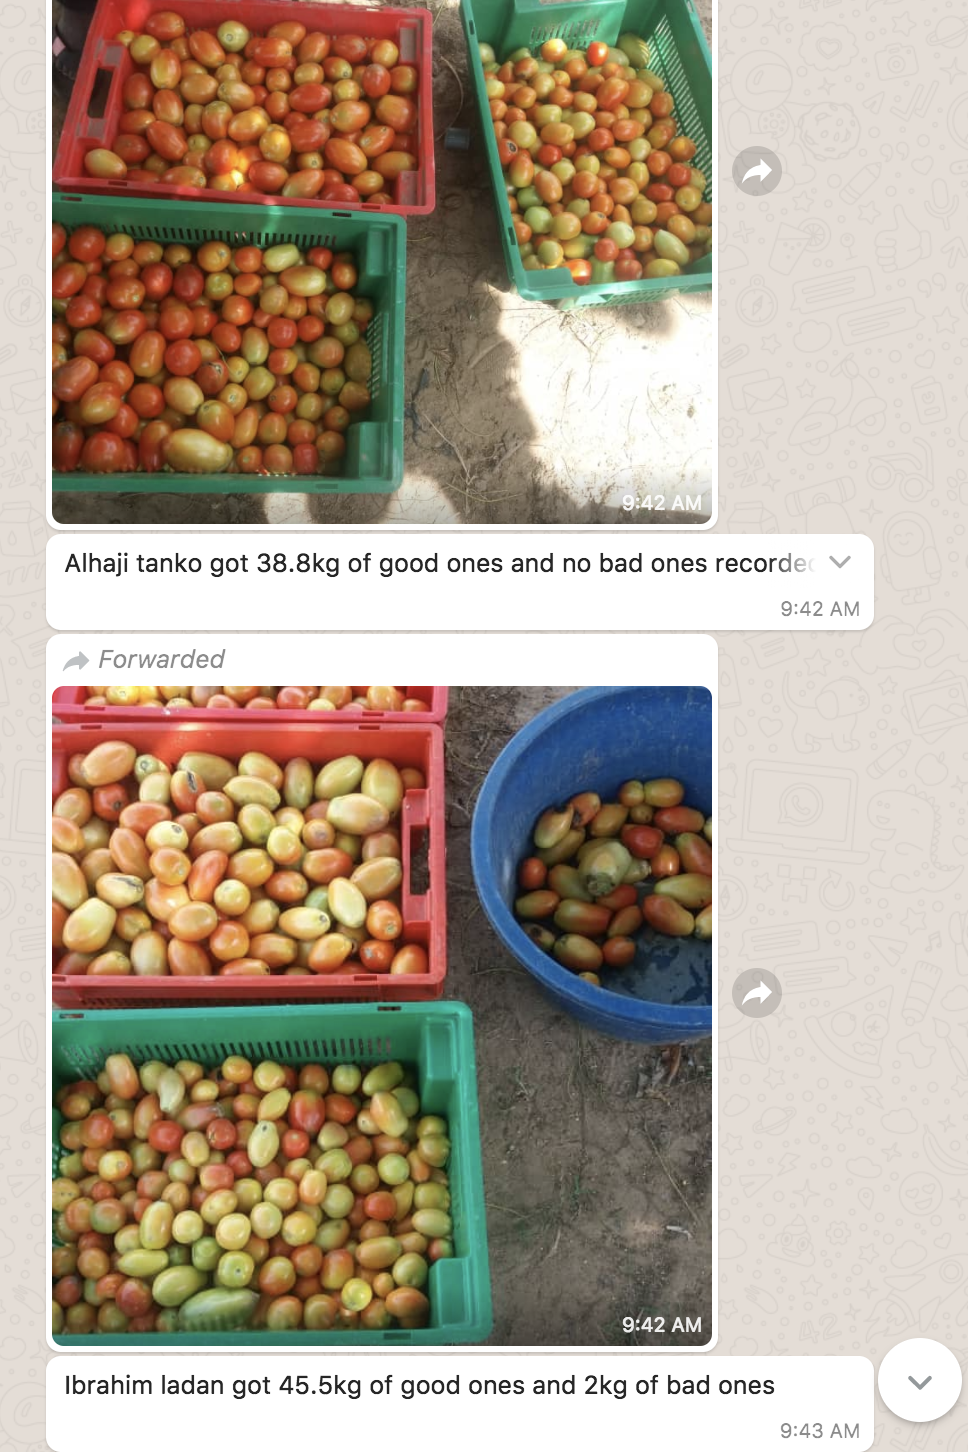 9:42 AM
Alhaji tanko got 38.8kg of good ones and no bad ones recorded
9:42 AM
Forwarded
9:42 AM
Ibrahim ladan got 45.5kg of good ones and 2kg of bad ones
9:43 AM